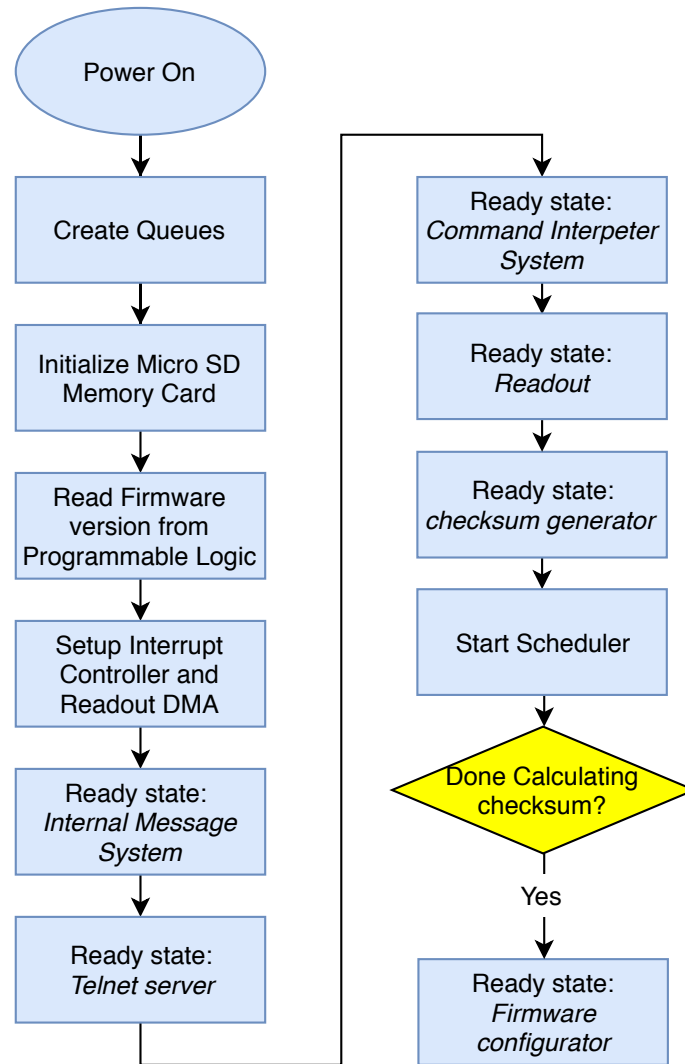 Power On
Create Queues
Initialize Micro SD
Memory Card
Read Firmware
version from
Programmable Logic
Setup Interrupt
Controller and
Readout DMA
Ready state:
Internal Message
System
Ready state:
Telnet server
Ready state:
Command Interpeter
System
Ready state:
Readout
Ready state:
checksum generator
Start Scheduler
Done Calculating
checksum?
Yes
Ready state:
Firmware
configurator